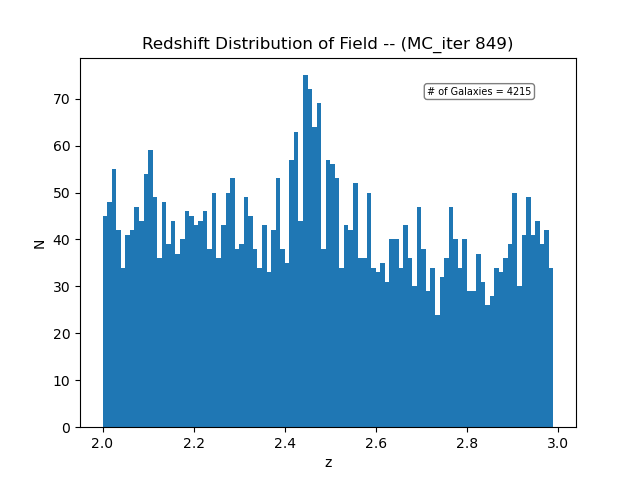 Redshift Distribution of Field -- (MC_iter 849)
# of Galaxies = 4215
70
60
50
40
30
20
10
0
N
2.0 2.2 2.4 2.6 2.8 3.0
z